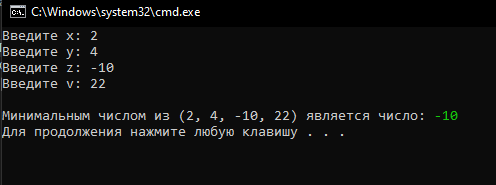 C:\Windows\system32\cmd.exe
Введите x: 2
Введите y: 4
Введите z: -10
Введите v: 22
Минимальным числом из (2, 4, -10, 22) является число: -10
Для продолжения нажмите любую клавишу . . .